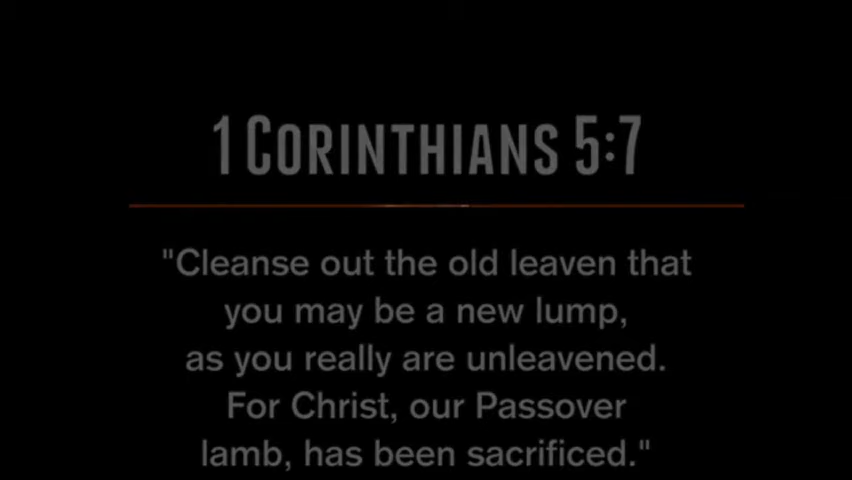 1 CORINTHIANS 5:7
"Cleanse out the old leaven that
you may be a new lump,
as you really are unleavened.
For Christ, our Passover
lamb, has been sacrificed."